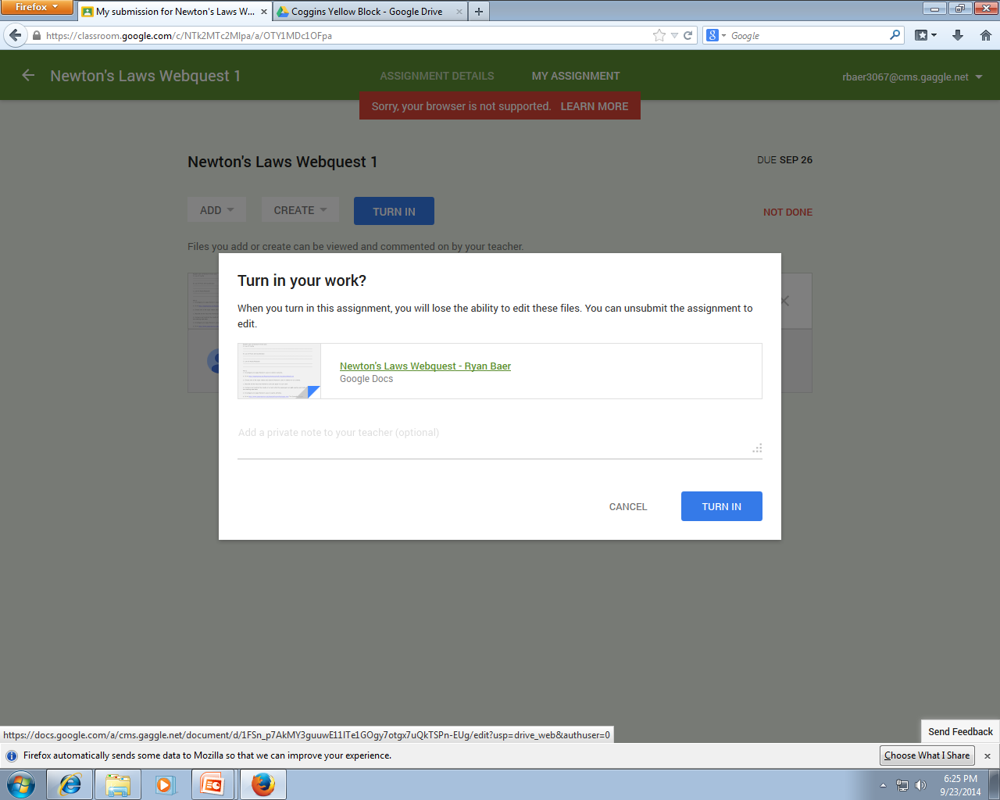 Firefox
My submission for Newton's Laws W...
Coggins Yellow Block - Google Drive
https://classroom.google.com/c/NTk2MTc2Mlpa/a/OTY1MDc1OFpa
Google
Newton's Laws Webquest 1
ASSIGNMENT DETAILS
MY ASSIGNMENT
rbaer3067@cms.gaggle.net
Sorry, your browser is not supported. LEARN MORE
Newton's Laws Webquest 1
DUE SEP 26
ADD
CREATE
TURN IN
NOT DONE
Files you add or create can be viewed and commented on by your teacher.
Turn in your work?
When you turn in this assignment, you will lose the ability to edit these files. You can unsubmit the assignment to
edit.
Newton's Laws Webquest - Ryan Baer
Google Docs
Add a private note to your teacher (optional)
CANCEL
TURN IN
https://docs.google.com/a/cms.gaggle.net/document/d/1FSn_p7AkMY3guuwE11ITe1GOgy7otgx7uQkTSPn-EUg/edit?usp=drive_web&authuser=0
Send Feedback
Firefox automatically sends some data to Mozilla so that we can improve your experience.
Choose What I Share
6:25 PM
9/23/2014